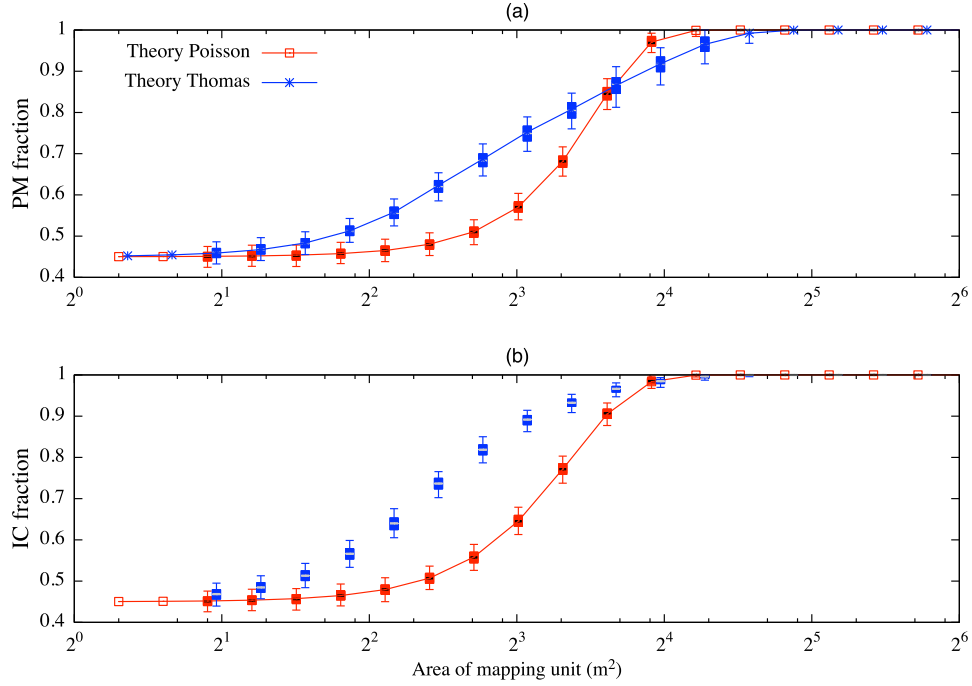 (a)
1
0.9
0.8
0.7
0.6
0.5
0.4
PM fraction
Theory Poisson
Theory Thomas
2^0 2^1 2^2 2^3 2^4 2^5 2^6
(b)
1
0.9
0.8
0.7
0.6
0.5
0.4
IC fraction
2^0 2^1 2^2 2^3 2^4 2^5 2^6
Area of mapping unit (m^2)